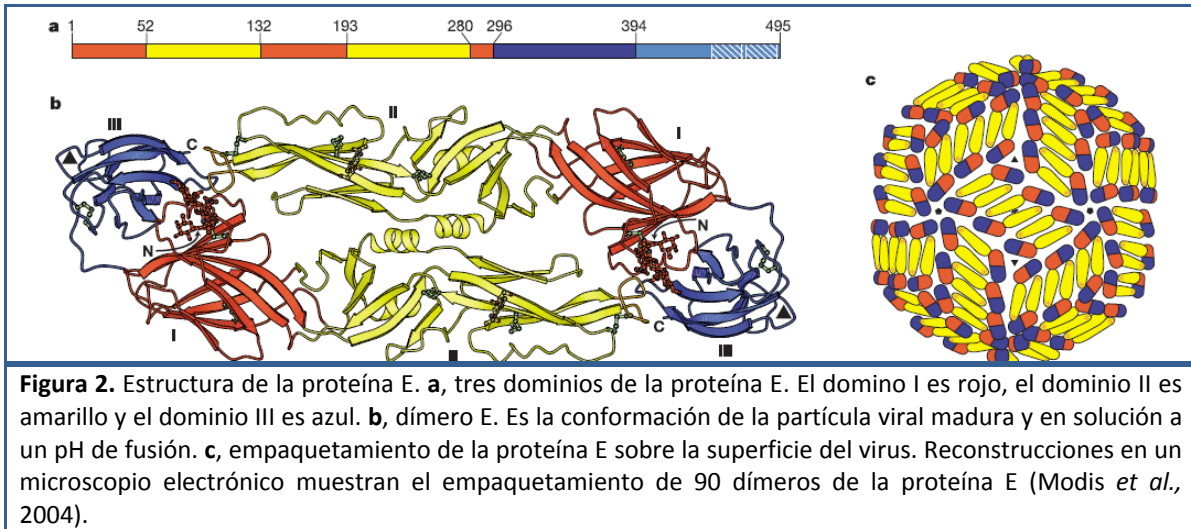 a 1 52 132 193 280 296 394 495
b III C II I
c
N N
I II C III
Figura 2. Estructura de la proteína E. a, tres dominios de la proteína E. El domino I es rojo, el dominio II es
amarillo y el dominio III es azul. b, dímero E. Es la conformación de la partícula viral madura y en solución a
un pH de fusión. c, empaquetamiento de la proteína E sobre la superficie del virus. Reconstrucciones en un
microscopio electrónico muestran el empaquetamiento de 90 dímeros de la proteína E (Modis et al.,
2004).